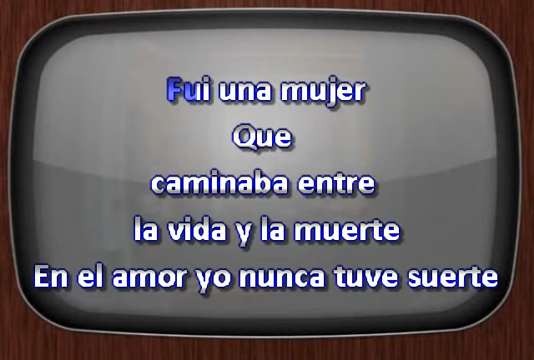 Fui una mujer
Que
caminaba entre
la vida y la muerte
En el amor yo nunca tuve suerte